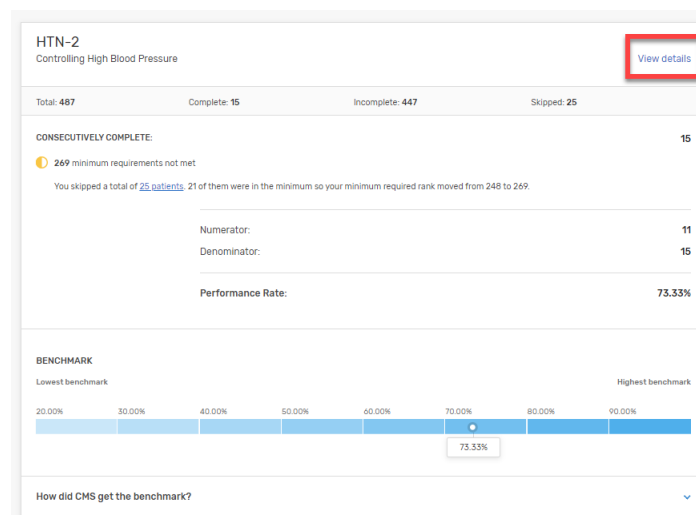 HTN-2
Controlling High Blood Pressure
View details
Total: 487 Complete: 15 Incomplete: 447 Skipped: 25
CONSECUTIVELY COMPLETE: 15
269 minimum requirements not met
You skipped a total of 25 patients. 21 of them were in the minimum so your minimum required rank moved from 248 to 269.
Numerator: 11
Denominator: 15
Performance Rate: 73.33%
BENCHMARK
Lowest benchmark Highest benchmark
20.00% 30.00% 40.00% 50.00% 60.00% 70.00% 80.00% 90.00%
73.33%
How did CMS get the benchmark?